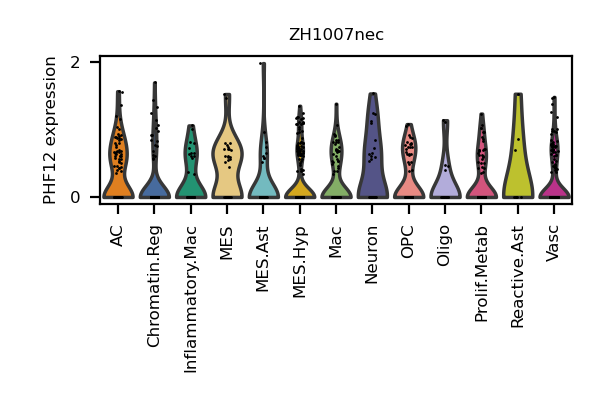 ZH1007nec
PHF12 expression
2
0
AC
Chromatin.Reg
Inflammatory.Mac
MES
MES.Ast
MES.Hyp
Mac
Neuron
OPC
Oligo
Prolif.Metab
Reactive.Ast
Vasc